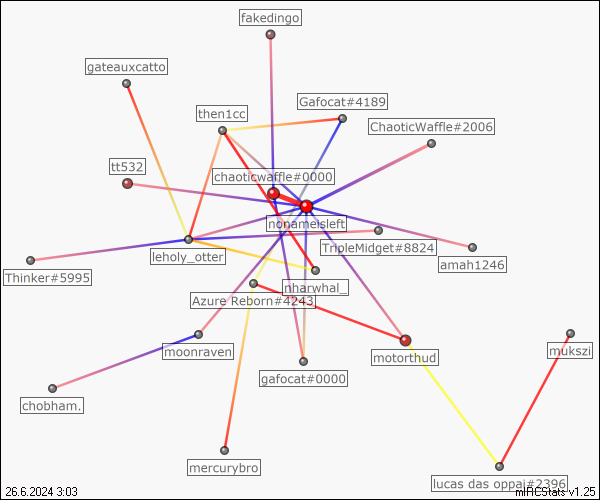 fakedingo
gateauxcatto
Gafocat#4189
then1cc
ChaoticWaffle#2006
tt532
chaoticwaffle#0000
nonameisleft
TripleMidget#8824
leholy_otter
amah1246
Thinker#5995
nharwhal_
Azure Reborn#4243
moonraven
motorthud
mukszi
gafocat#0000
chobham.
mercurybro
lucas das oppai#2396
26.6.2024 3:03
mIRCStats v1.25